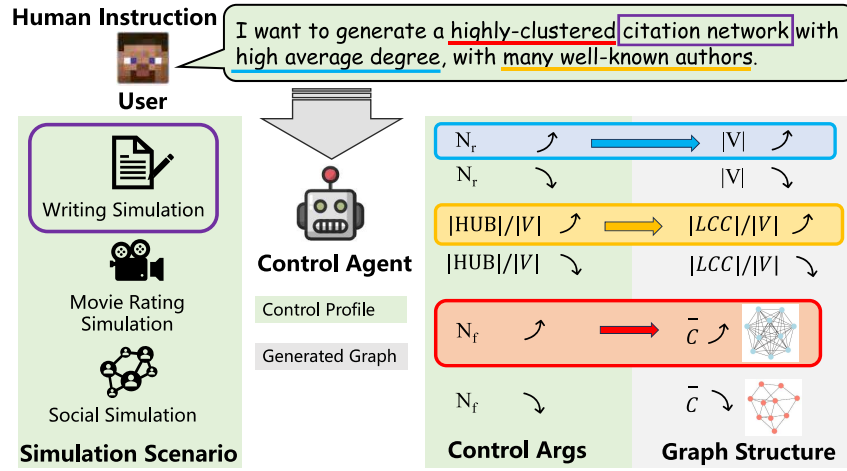 Human Instruction
I want to generate a highly-clustered citation network with
high average degree, with many well-known authors.
User
Writing Simulation
Movie Rating
Simulation
Social Simulation
Simulation Scenario
Control Agent
Control Profile
Generated Graph
N_r ↗ → |V| ↗
N_r ↘ |V| ↘
|HUB|/|V| ↗ → |LCC|/|V| ↗
|HUB|/|V| ↘ |LCC|/|V| ↘
N_f ↗ → C̄ ↗
N_f ↘ C̄ ↘
Control Args
Graph Structure